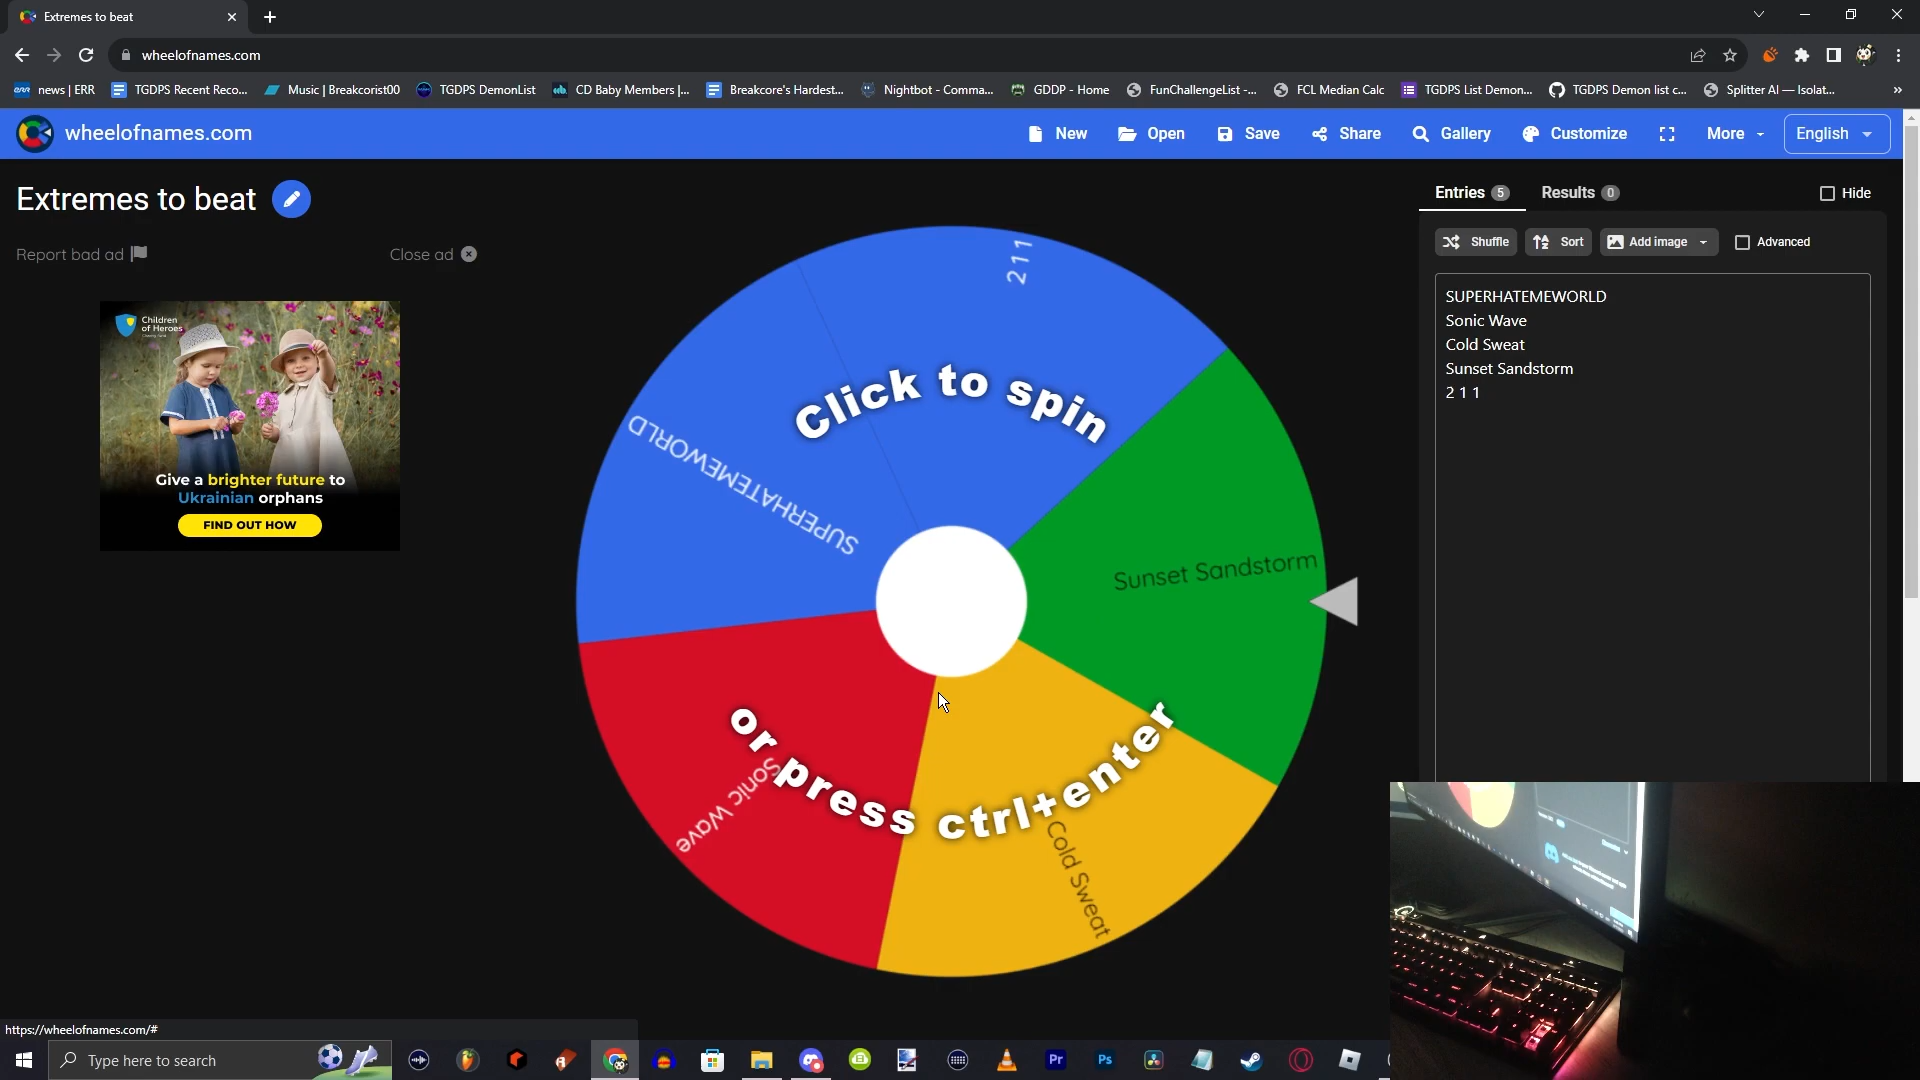 Extremes to beat
wheelofnames.com
news | ERR
TGDPS Recent Reco...
Music | Breakcorist00
TGDPS DemonList
CD Baby Members |...
Breakcore's Hardest...
Nightbot - Comma...
GDDP - Home
FunChallengeList -...
FCL Median Calc
TGDPS List Demon...
TGDPS Demon list c...
Splitter AI — Isolat...
wheelofnames.com
New
Open
Save
Share
Gallery
Customize
More
English
Extremes to beat
Report bad ad
Close ad
Children
of Heroes
Give a brighter future to
Ukrainian orphans
FIND OUT HOW
2 1 1
Click to spin
SUPERHATEMEWORLD
Sunset Sandstorm
or press ctrl+enter
Sonic Wave
Cold Sweat
Entries 5
Results 0
Hide
Shuffle
Sort
Add image
Advanced
SUPERHATEMEWORLD
Sonic Wave
Cold Sweat
Sunset Sandstorm
2 1 1
https://wheelofnames.com/#
Type here to search